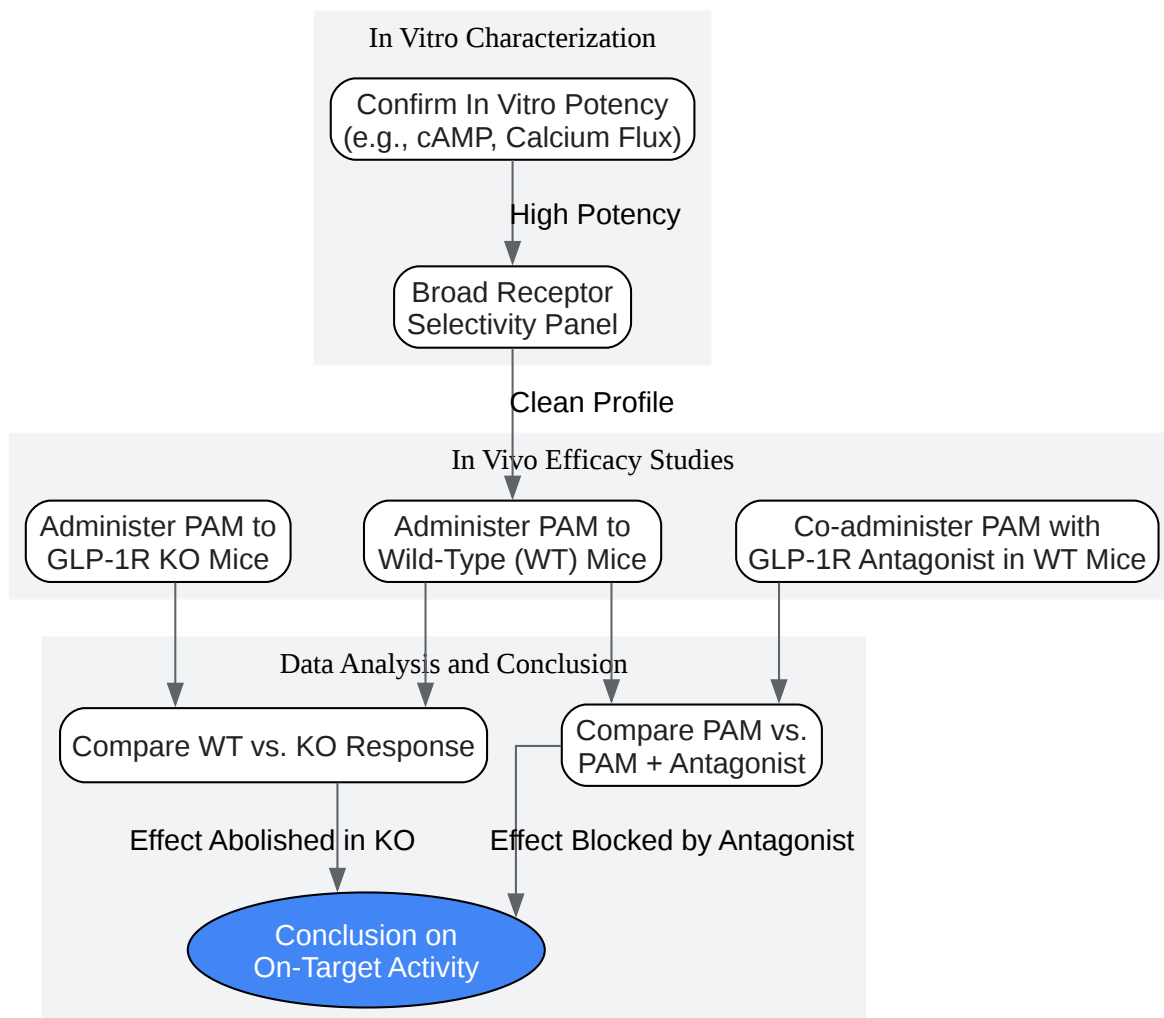 In Vitro Characterization
Confirm In Vitro Potency
(e.g., cAMP, Calcium Flux)
High Potency
Broad Receptor
Selectivity Panel
Clean Profile
In Vivo Efficacy Studies
Administer PAM to
GLP-1R KO Mice
Administer PAM to
Wild-Type (WT) Mice
Co-administer PAM with
GLP-1R Antagonist in WT Mice
Data Analysis and Conclusion
Compare WT vs. KO Response
Compare PAM vs.
PAM + Antagonist
Effect Abolished in KO
Effect Blocked by Antagonist
Conclusion on
On-Target Activity